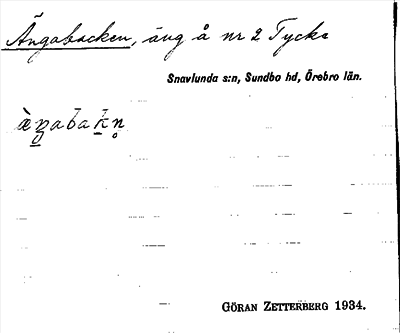 Ängabacken, äng å nr 2 Tycke
Snavlunda s:n, Sundbo hd, Örebro län.
GÖRAN ZETTERBERG 1934.